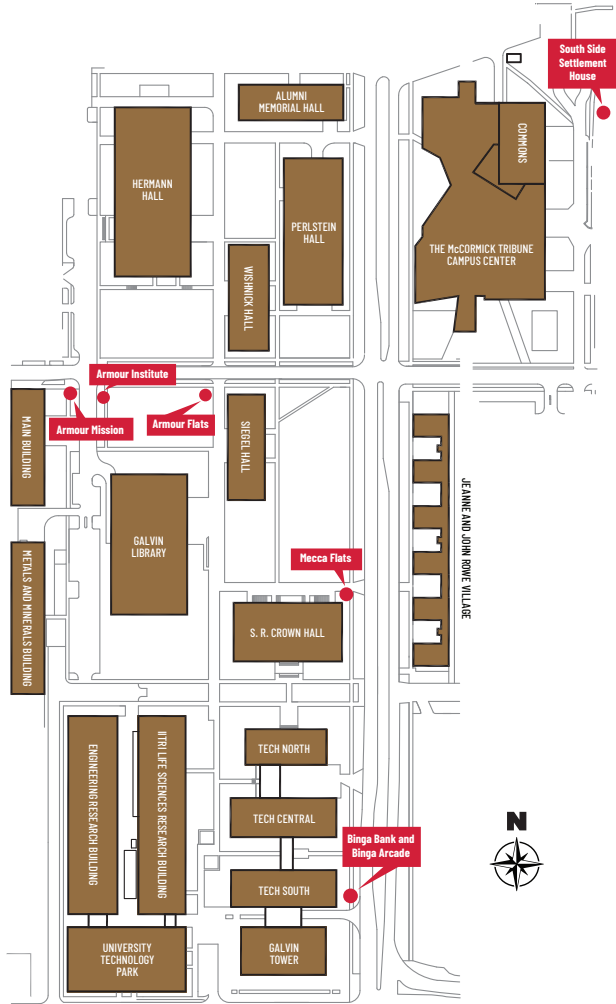 South Side
Settlement
House
ALUMNI
MEMORIAL HALL
COMMONS
HERMANN
HALL
PERLSTEIN
HALL
THE McCORMICK TRIBUNE
CAMPUS CENTER
WISHNICK HALL
Armour Institute
Armour Mission
Armour Flats
MAIN BUILDING
SIEGEL HALL
JEANNE AND JOHN ROWE VILLAGE
GALVIN
LIBRARY
METALS AND MINERALS BUILDING
Mecca Flats
S. R. CROWN HALL
ENGINEERING RESEARCH BUILDING
IITRI LIFE SCIENCES RESEARCH BUILDING
TECH NORTH
TECH CENTRAL
Binga Bank and
Binga Arcade
N
TECH SOUTH
UNIVERSITY
TECHNOLOGY
PARK
GALVIN
TOWER